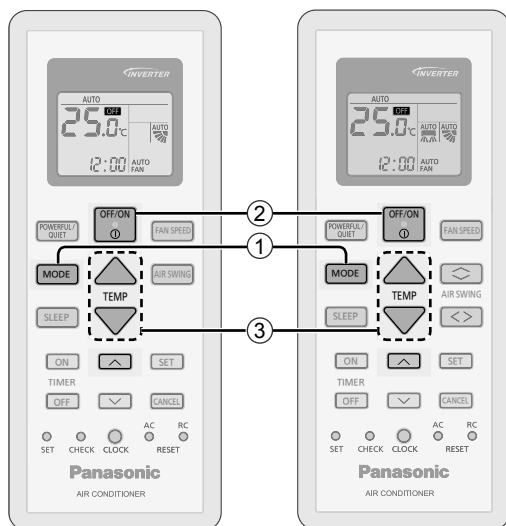 INVERTER
AUTO
OFF
25.0°C
AUTO
12:00 AUTO FAN
POWERFUL/ QUIET
OFF/ON
FAN SPEED
MODE
TEMP
AIR SWING
SLEEP
ON
SET
TIMER
OFF
CANCEL
AC RC
SET CHECK CLOCK RESET
Panasonic
AIR CONDITIONER
2
1
3
INVERTER
AUTO
OFF
25.0°C
AUTO AUTO
12:00 AUTO FAN
POWERFUL/ QUIET
OFF/ON
FAN SPEED
MODE
TEMP
AIR SWING
SLEEP
ON
SET
TIMER
OFF
CANCEL
AC RC
SET CHECK CLOCK RESET
Panasonic
AIR CONDITIONER